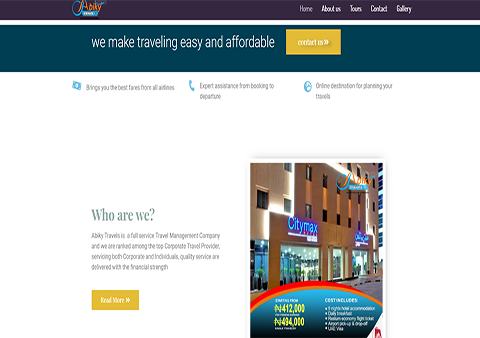 Abiky
Home About us Tours Contact Gallery
we make traveling easy and affordable
contact us »
Brings you the best fares from all airlines
Expert assistance from booking to
departure
Online destination for planning your
travels
Who are we?
Abiky Travels is a full service Travel Management Company
and we are ranked among the top Corporate Travel Provider,
servicing both Corporate and Individuals, quality service are
delivered with the financial strength
Read More »
Abiky
Citymax
STARTING FROM
₦412,000
₦494,000
COST INCLUDES:
5 nights hotel accommodation
Daily breakfast
Return economy flight ticket
Airport pick-up & drop-off
UAE Visa